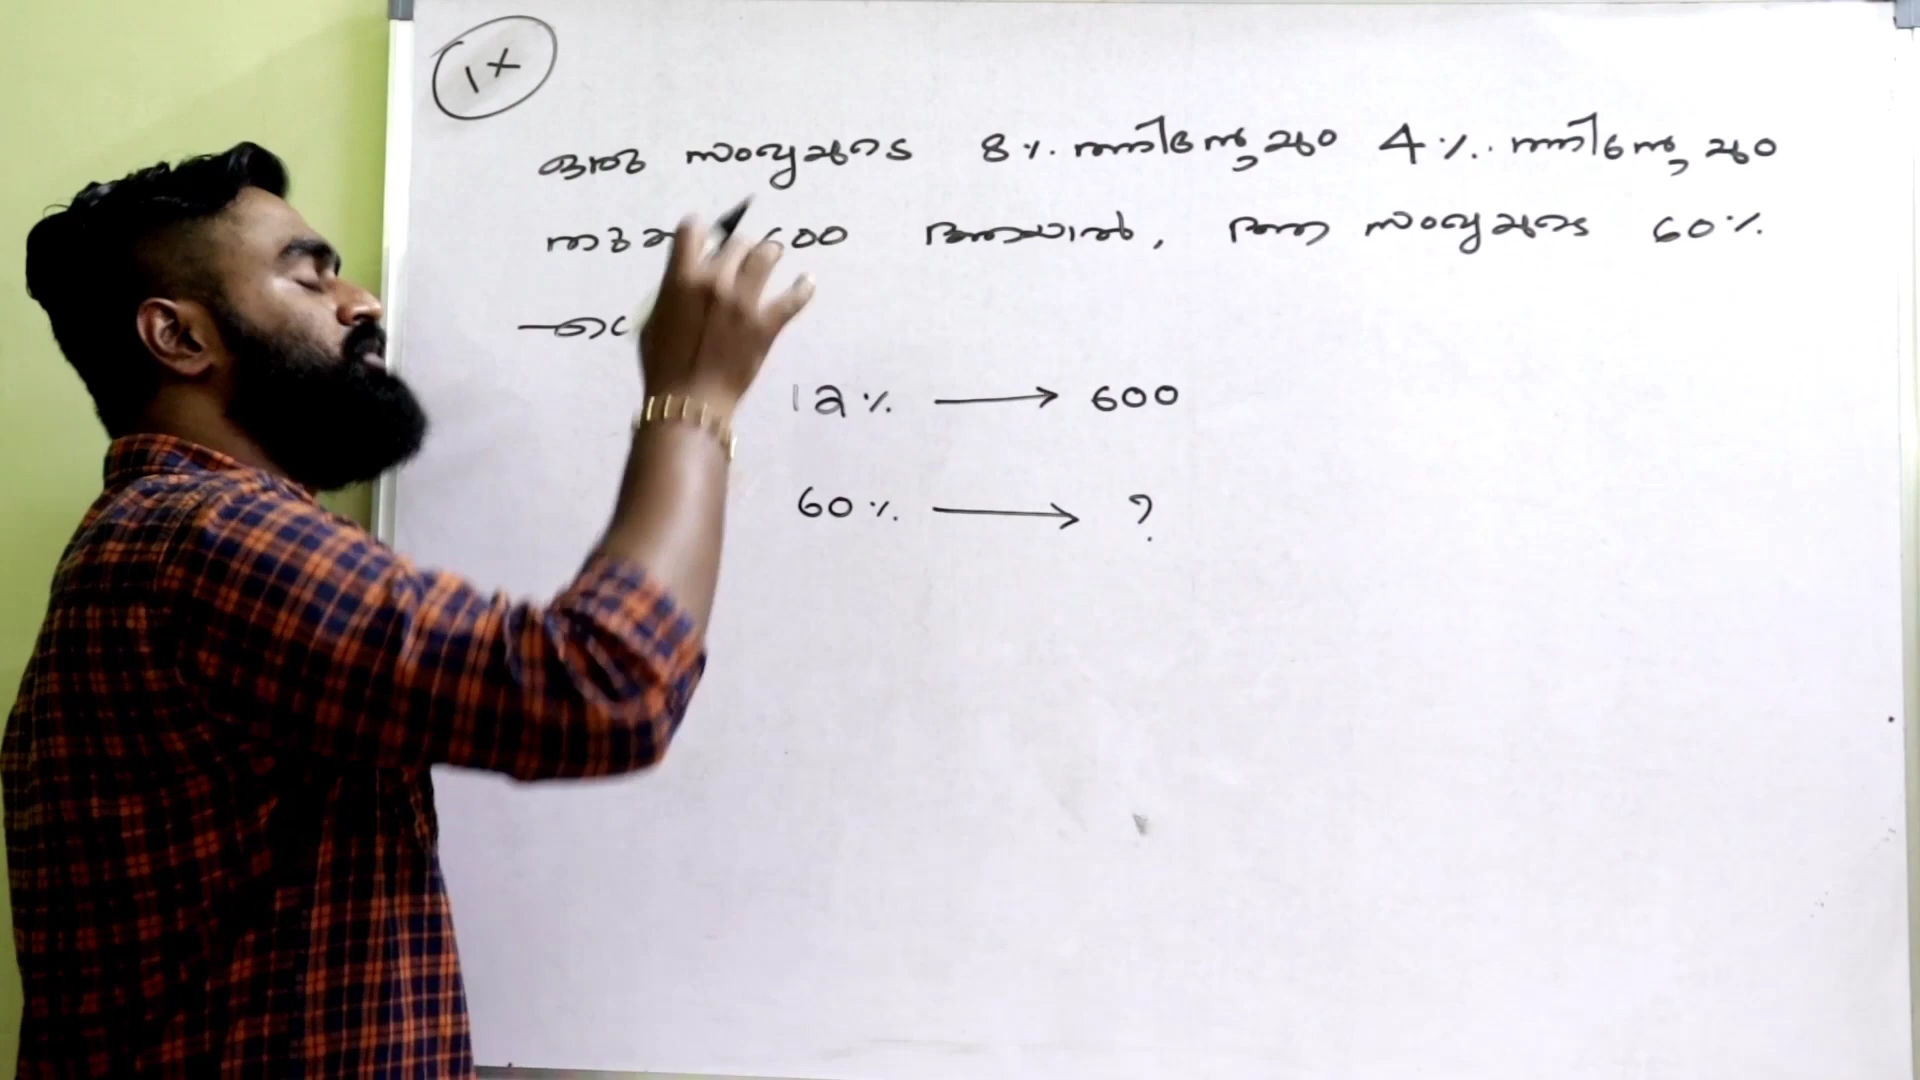 1x
ഒരു സംഖ്യയുടെ 8% ത്തിന്റെയും 4% ത്തിന്റെയും
തുക 600 ആയാൽ, ആ സംഖ്യയുടെ 60%
12% → 600
60% → ?